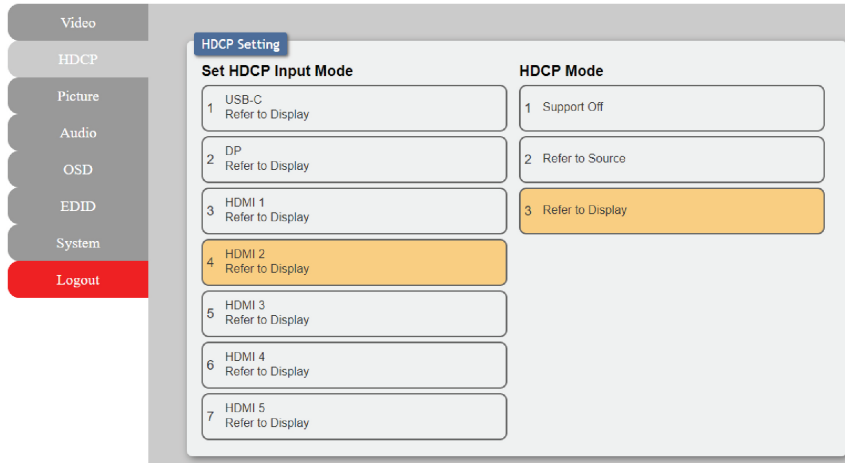 Video
HDCP
Picture
Audio
OSD
EDID
System
Logout
HDCP Setting
Set HDCP Input Mode
1 USB-C
Refer to Display
2 DP
Refer to Display
3 HDMI 1
Refer to Display
4 HDMI 2
Refer to Display
5 HDMI 3
Refer to Display
6 HDMI 4
Refer to Display
7 HDMI 5
Refer to Display
HDCP Mode
1 Support Off
2 Refer to Source
3 Refer to Display